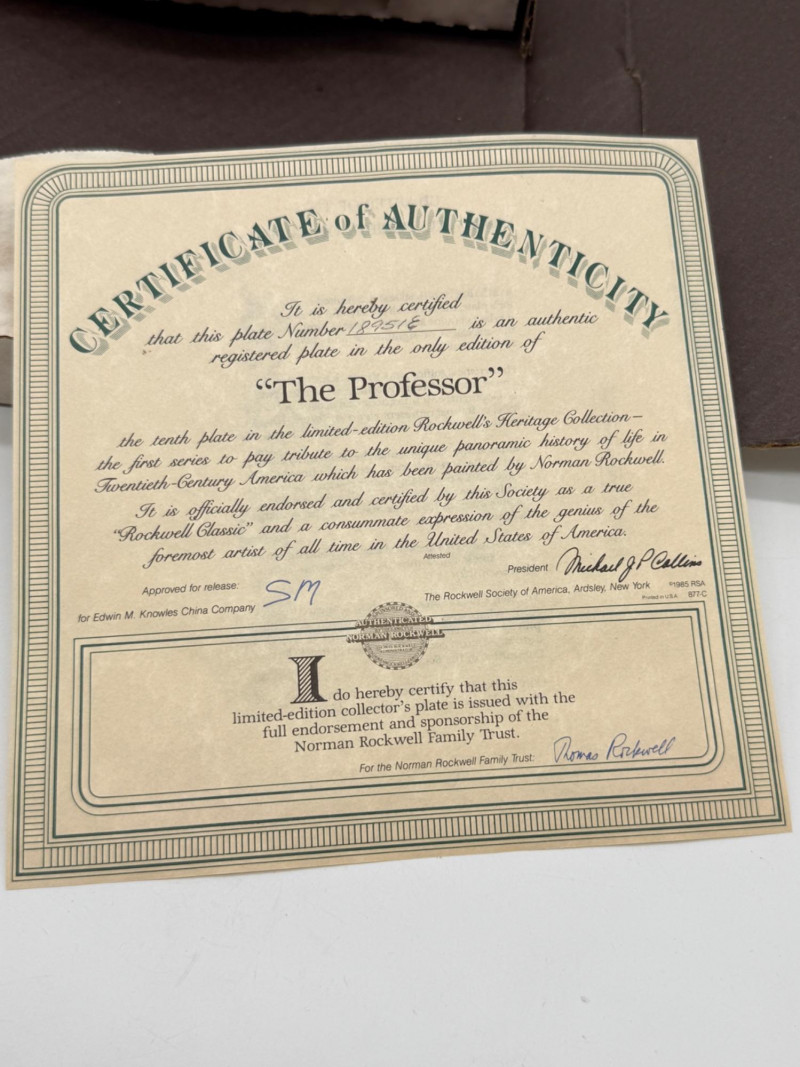 CERTIFICATE of AUTHENTICITY
It is hereby certified
that this plate Number 18951E is an authentic
registered plate in the only edition of
“The Professor”
the tenth plate in the limited-edition Rockwell's Heritage Collection—
the first series to pay tribute to the unique panoramic history of life in
Twentieth-Century America which has been painted by Norman Rockwell.
It is officially endorsed and certified by this Society as a true
“Rockwell Classic” and a consummate expression of the genius of the
foremost artist of all time in the United States of America.
Attested
President Michael J P Collins
Approved for release: SM
for Edwin M. Knowles China Company
The Rockwell Society of America, Ardsley, New York
©1985 RSA
Printed in U.S.A. 877-C
AUTHENTICATED
NORMAN ROCKWELL
I do hereby certify that this
limited-edition collector's plate is issued with the
full endorsement and sponsorship of the
Norman Rockwell Family Trust.
For the Norman Rockwell Family Trust: Thomas Rockwell